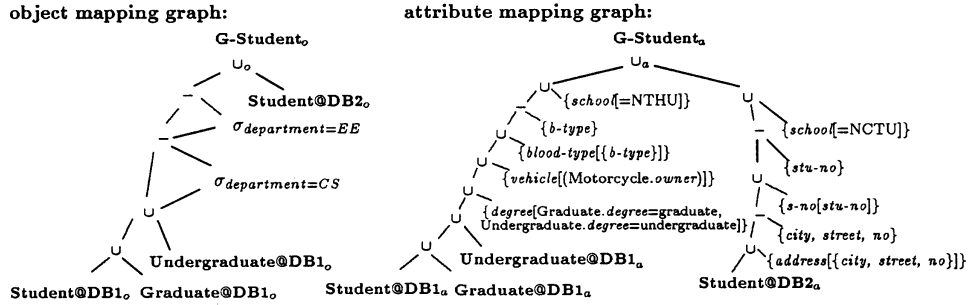 object mapping graph:
attribute mapping graph:
G-Studentₒ
∪ₒ
Student@DB2ₒ
−
σdepartment=EE
−
σdepartment=CS
∪
Undergraduate@DB1ₒ
∪
Student@DB1ₒ Graduate@DB1ₒ
G-Studentₐ
∪ₐ
∪
{school[=NTHU]}
−
{b-type}
∪
{blood-type[{b-type}]}
∪
{vehicle[(Motorcycle.owner)]}
∪
{degree[Graduate.degree=graduate,
Undergraduate.degree=undergraduate]}
∪
Undergraduate@DB1ₐ
∪
Student@DB1ₐ Graduate@DB1ₐ
∪
{school[=NCTU]}
−
{stu-no}
∪
{s-no[stu-no]}
−
{city, street, no}
∪
{address[{city, street, no}]}
Student@DB2ₐ